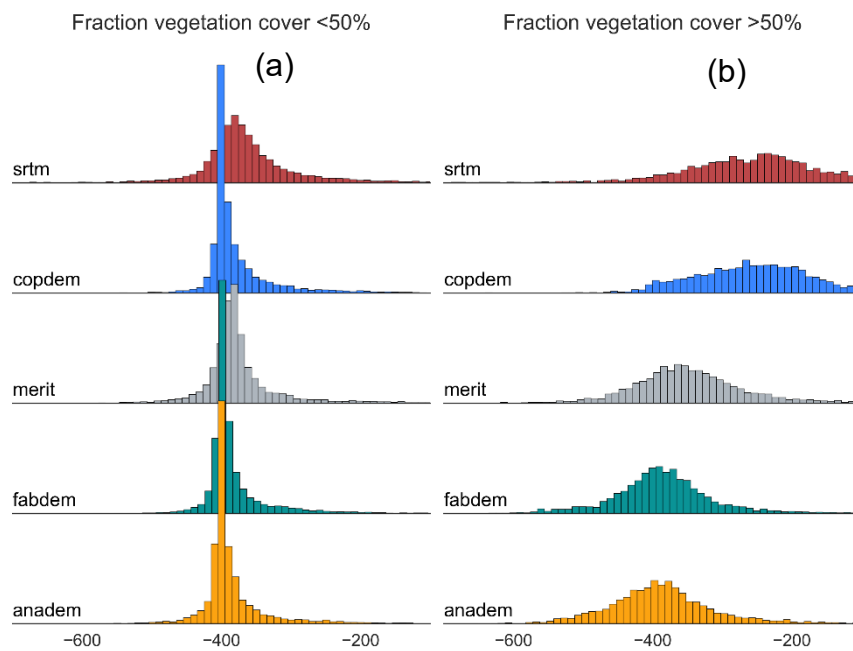 Fraction vegetation cover <50%
Fraction vegetation cover >50%
(a)
(b)
srtm
srtm
copdem
copdem
merit
merit
fabdem
fabdem
anadem
anadem
−600 −400 −200
−600 −400 −200